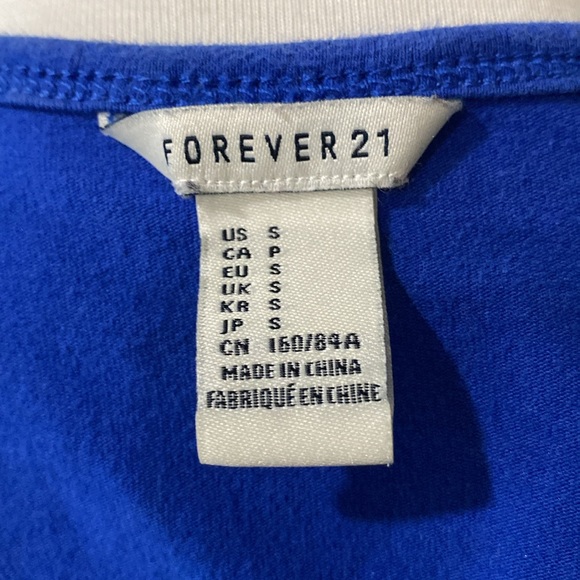 FOREVER 21
US S
CA P
EU S
UK S
KR S
JP S
CN 160/84A
MADE IN CHINA
FABRIQUÉ EN CHINE